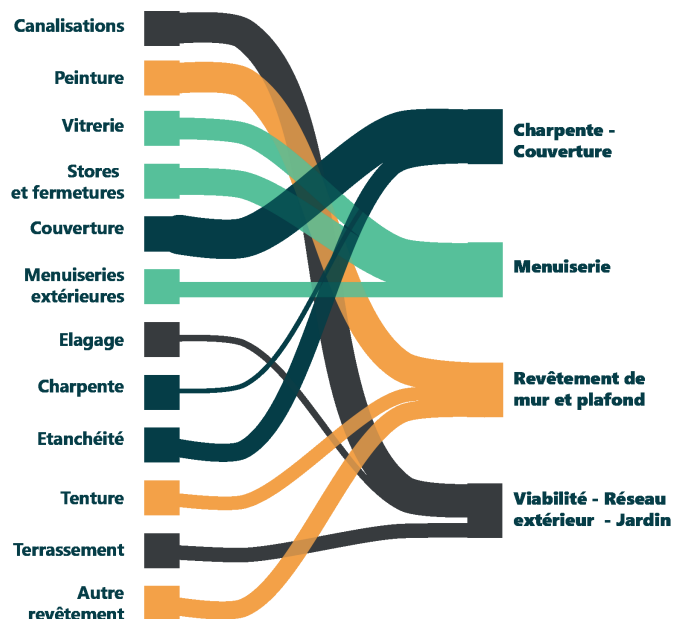 Canalisations
Peinture
Vitrerie
Stores
et fermetures
Couverture
Menuiseries
extérieures
Elagage
Charpente
Etanchéité
Tenture
Terrassement
Autre
revêtement
Charpente -
Couverture
Menuiserie
Revêtement de
mur et plafond
Viabilité - Réseau
extérieur - Jardin